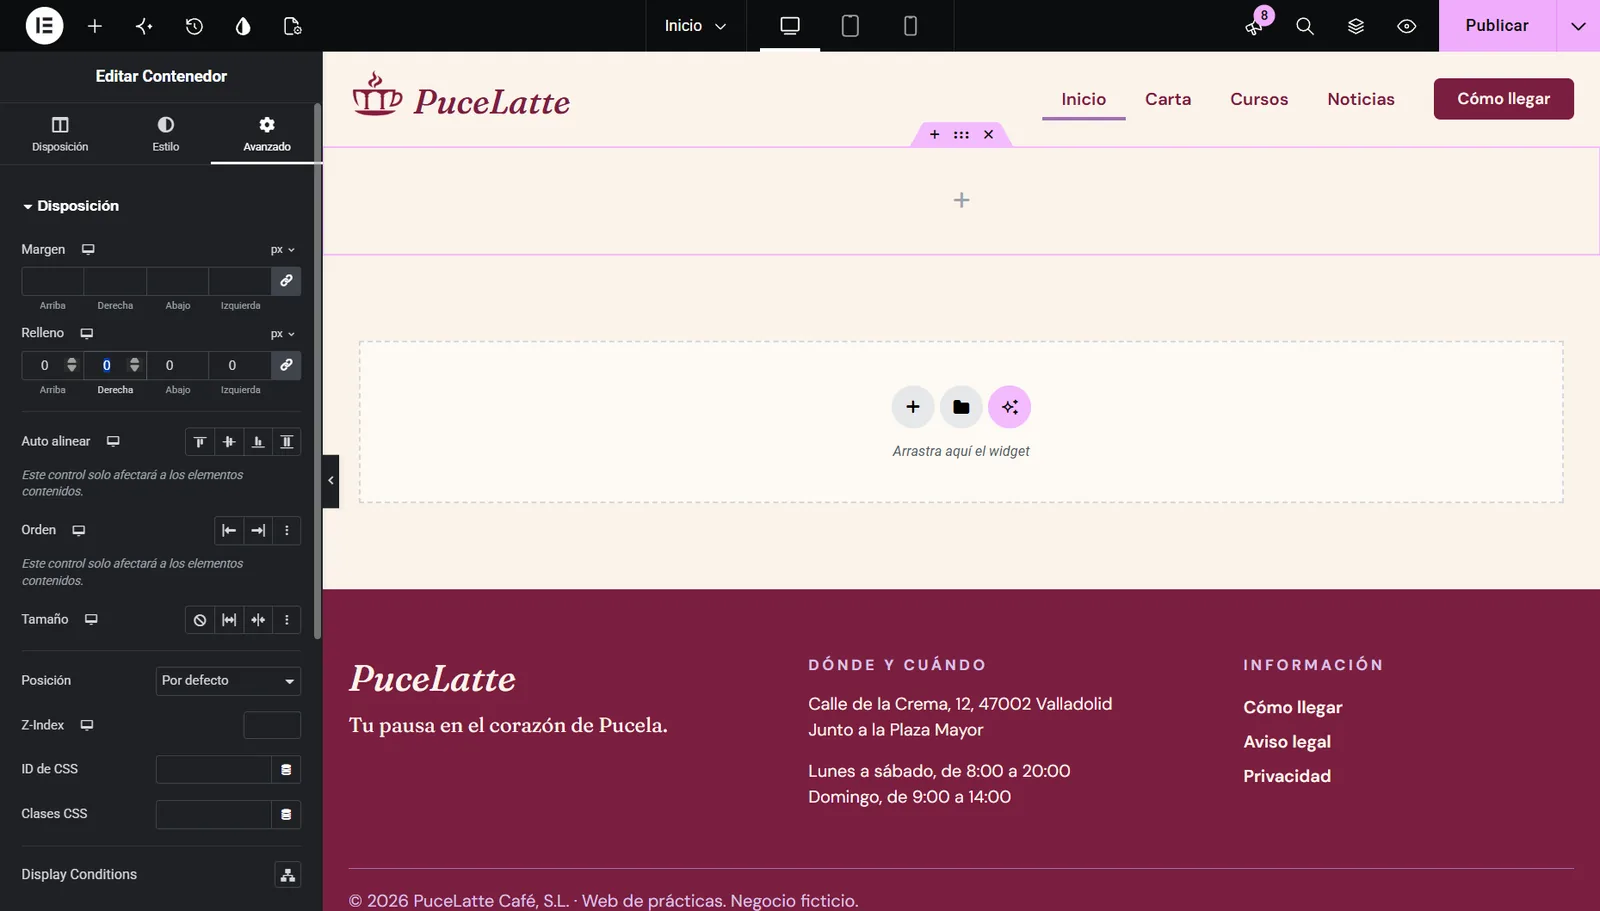 Inicio
8
Publicar
Editar Contenedor
Disposición
Estilo
Avanzado
PuceLatte
Inicio
Carta
Cursos
Noticias
Cómo llegar
Disposición
Margen
px
Arriba
Derecha
Abajo
Izquierda
Relleno
px
0
0
0
0
Arriba
Derecha
Abajo
Izquierda
Auto alinear
Este control solo afectará a los elementos
contenidos.
Orden
Este control solo afectará a los elementos
contenidos.
Tamaño
Posición
Por defecto
Z-Index
ID de CSS
Clases CSS
Display Conditions
Arrastra aquí el widget
PuceLatte
Tu pausa en el corazón de Pucela.
DÓNDE Y CUÁNDO
Calle de la Crema, 12, 47002 Valladolid
Junto a la Plaza Mayor
Lunes a sábado, de 8:00 a 20:00
Domingo, de 9:00 a 14:00
INFORMACIÓN
Cómo llegar
Aviso legal
Privacidad
© 2026 PuceLatte Café, S.L. · Web de prácticas. Negocio ficticio.